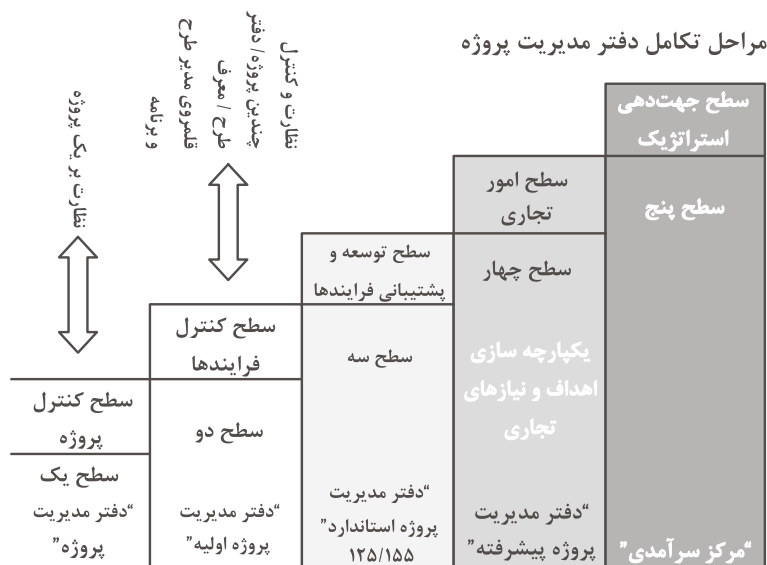 مراحل تکامل دفتر مدیریت پروژه
سطح جهت‌دهی
استراتژیک
سطح پنج
“مرکز سرآمدی”
سطح امور
تجاری
سطح چهار
یکپارچه سازی
اهداف و نیازهای
تجاری
“دفتر مدیریت
پروژه پیشرفته”
سطح توسعه و
پشتیبانی فرایندها
سطح سه
“دفتر مدیریت
پروژه استاندارد”
۱۲۵/۱۵۵
نظارت و کنترل
چندین پروژه/ دفتر
طرح / معرف
قلمروی مدیر طرح
و برنامه
سطح کنترل
فرایندها
سطح دو
“دفتر مدیریت
پروژه اولیه”
نظارت بر یک پروژه
سطح کنترل
پروژه
سطح یک
“دفتر مدیریت
پروژه”